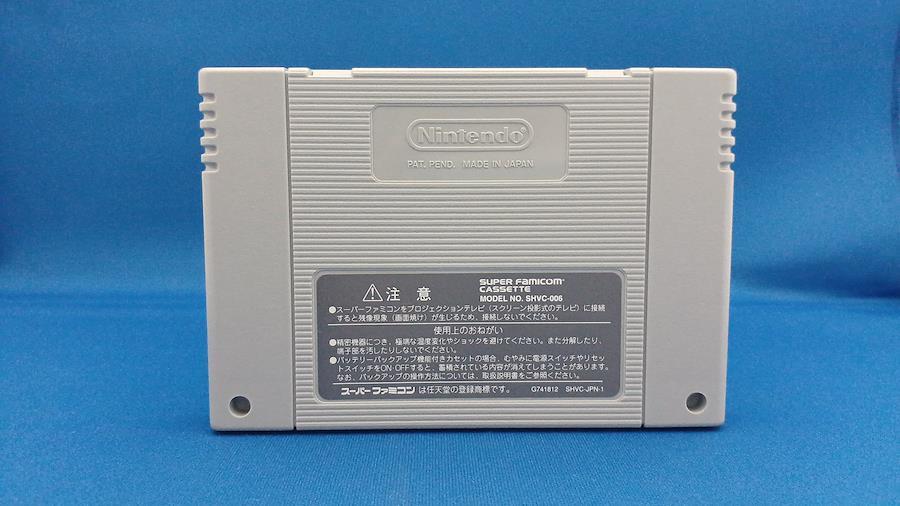 Nintendo®
PAT. PEND. MADE IN JAPAN
⚠注意
SUPER FAMICOM™
CASSETTE
MODEL NO. SHVC-006
●スーパーファミコンをプロジェクションテレビ（スクリーン投影式のテレビ）に接続
すると残像現象（画面焼け）が生じるため、接続しないでください。
使用上のおねがい
●精密機器につき、極端な温度変化やショックを避けてください。また分解したり、
端子部を汚したりしないでください。
●バッテリーバックアップ機能付きカセットの場合、むやみに電源スイッチやリセッ
トスイッチをON・OFFすると、蓄積されている内容が消えてしまうことがあります。
なお、バックアップの操作方法については、取扱説明書をご参照ください。
スーパーファミコンは任天堂の登録商標です。
G741812 SHVC-JPN-1